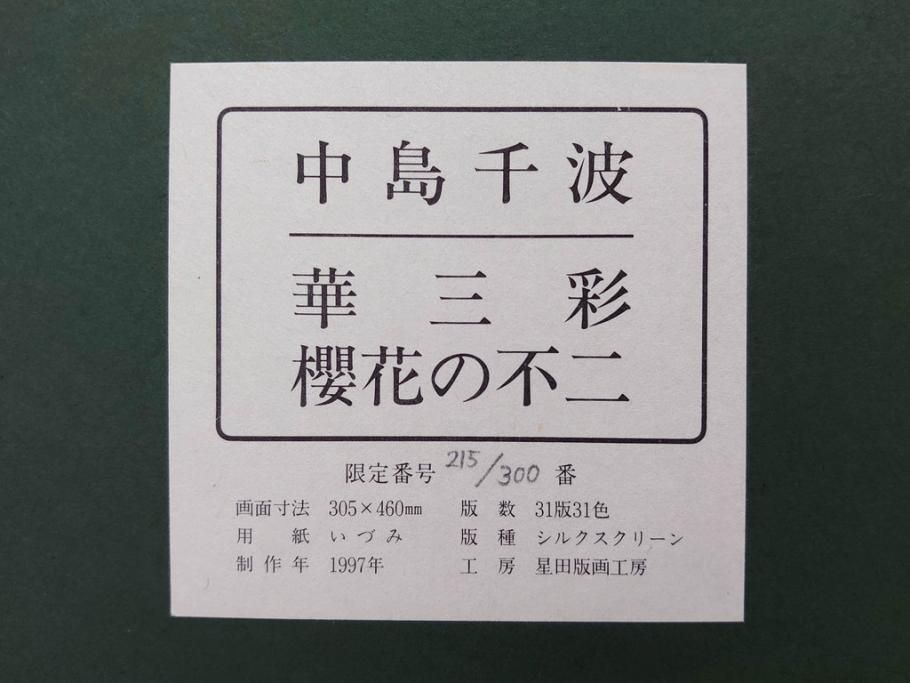 中島千波
華三彩
櫻花の不二
限定番号 215/300 番
画面寸法 305×460㎜ 版数 31版31色
用紙 いづみ 版種 シルクスクリーン
制作年 1997年 工房 星田版画工房